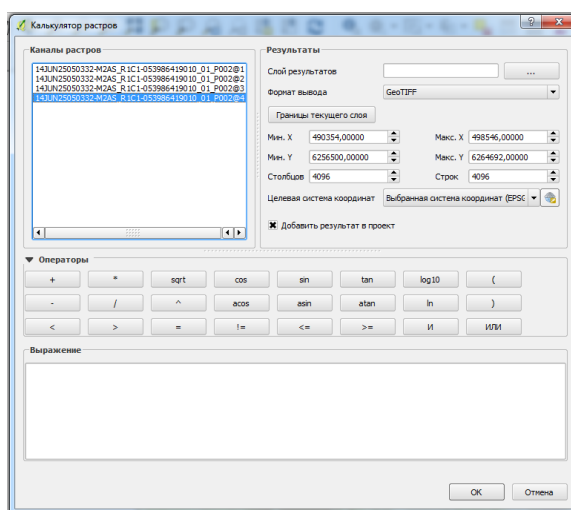 Калькулятор растров
Каналы растров
14JUN25050332-M2AS_R1C1-053986419010_01_P002@1
14JUN25050332-M2AS_R1C1-053986419010_01_P002@2
14JUN25050332-M2AS_R1C1-053986419010_01_P002@3
14JUN25050332-M2AS_R1C1-053986419010_01_P002@4
Результаты
Слой результатов ...
Формат вывода GeoTIFF
Границы текущего слоя
Мин. X 490354,00000 Макс. X 498546,00000
Мин. Y 6256500,00000 Макс. Y 6264692,00000
Столбцов 4096 Строк 4096
Целевая система координат Выбранная система координат (EPSG
Добавить результат в проект
Операторы
+ * sqrt cos sin tan log10 (
- / ^ acos asin atan ln )
< > = != <= >= И ИЛИ
Выражение
OK Отмена